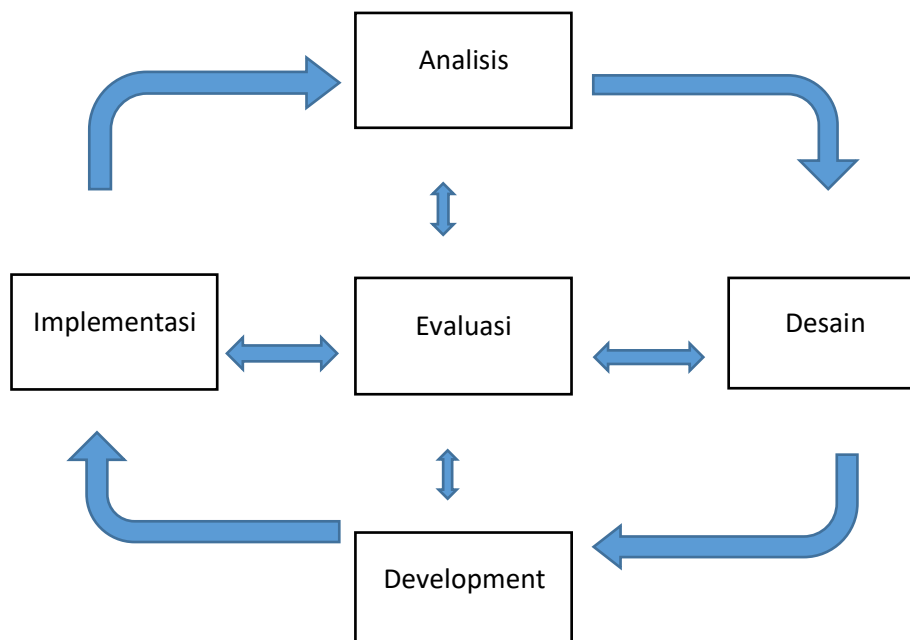 Analisis
Implementasi
Evaluasi
Desain
Development